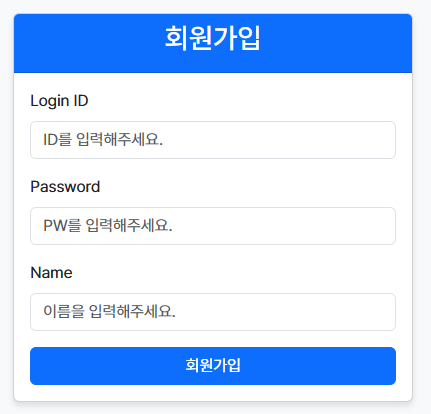 회원가입
Login ID
ID를 입력해주세요.
Password
PW를 입력해주세요.
Name
이름을 입력해주세요.
회원가입